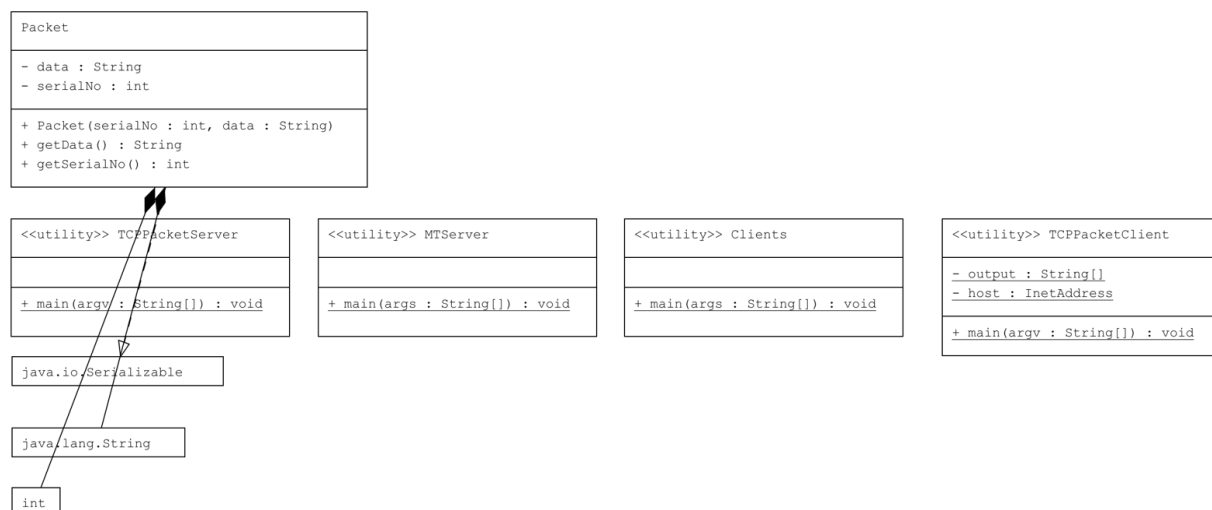 Packet
- data : String
- serialNo : int
+ Packet(serialNo : int, data : String)
+ getData() : String
+ getSerialNo() : int
<<utility>> TCPPacketServer
+ main(argv : String[]) : void
<<utility>> MTServer
+ main(args : String[]) : void
<<utility>> Clients
+ main(args : String[]) : void
<<utility>> TCPPacketClient
- output : String[]
- host : InetAddress
+ main(argv : String[]) : void
java.io.Serializable
java.lang.String
int